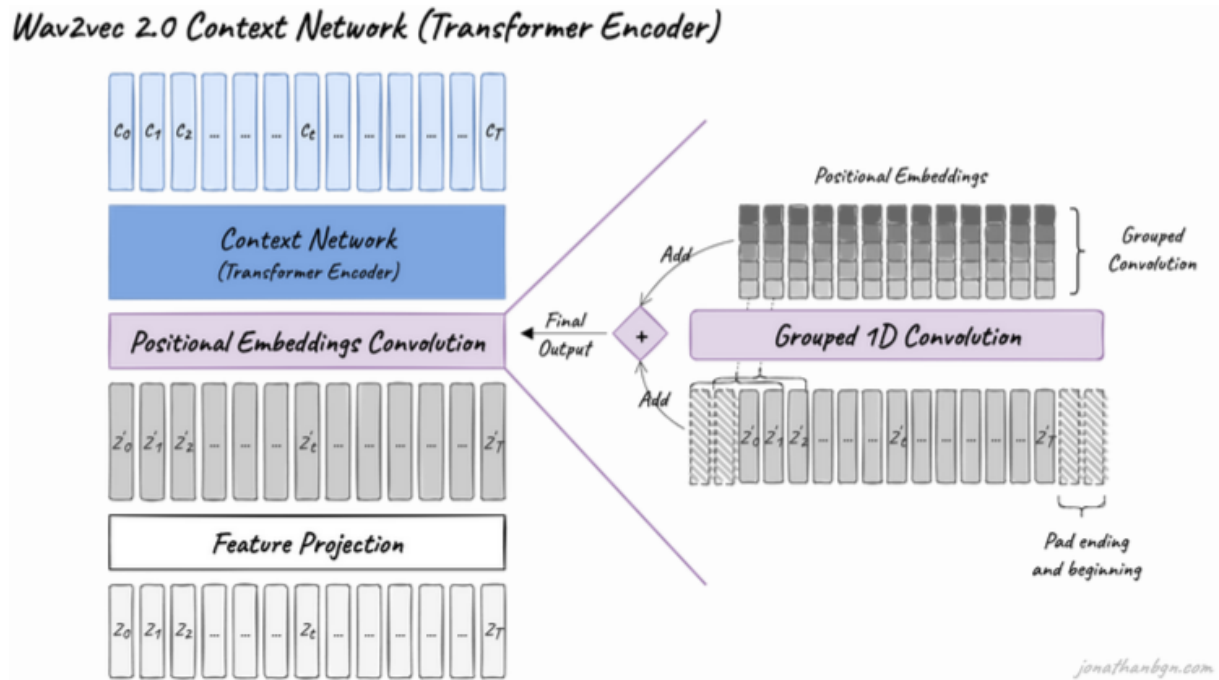 Wav2vec 2.0 Context Network (Transformer Encoder)
C0 C1 C2 ... ... ... Ct ... ... ... ... ... CT
Context Network
(Transformer Encoder)
Positional Embeddings Convolution
Z'0 Z'1 Z'2 ... ... ... Z't ... ... ... ... ... Z'T
Feature Projection
Z0 Z1 Z2 ... ... ... Zt ... ... ... ... ... ZT
Positional Embeddings
Grouped
Convolution
Add
Final
Output
+
Grouped 1D Convolution
Add
Z'0 Z'1 Z'2 ... ... ... Z't ... ... ... ... ... Z'T
Pad ending
and beginning
jonathanbgn.com